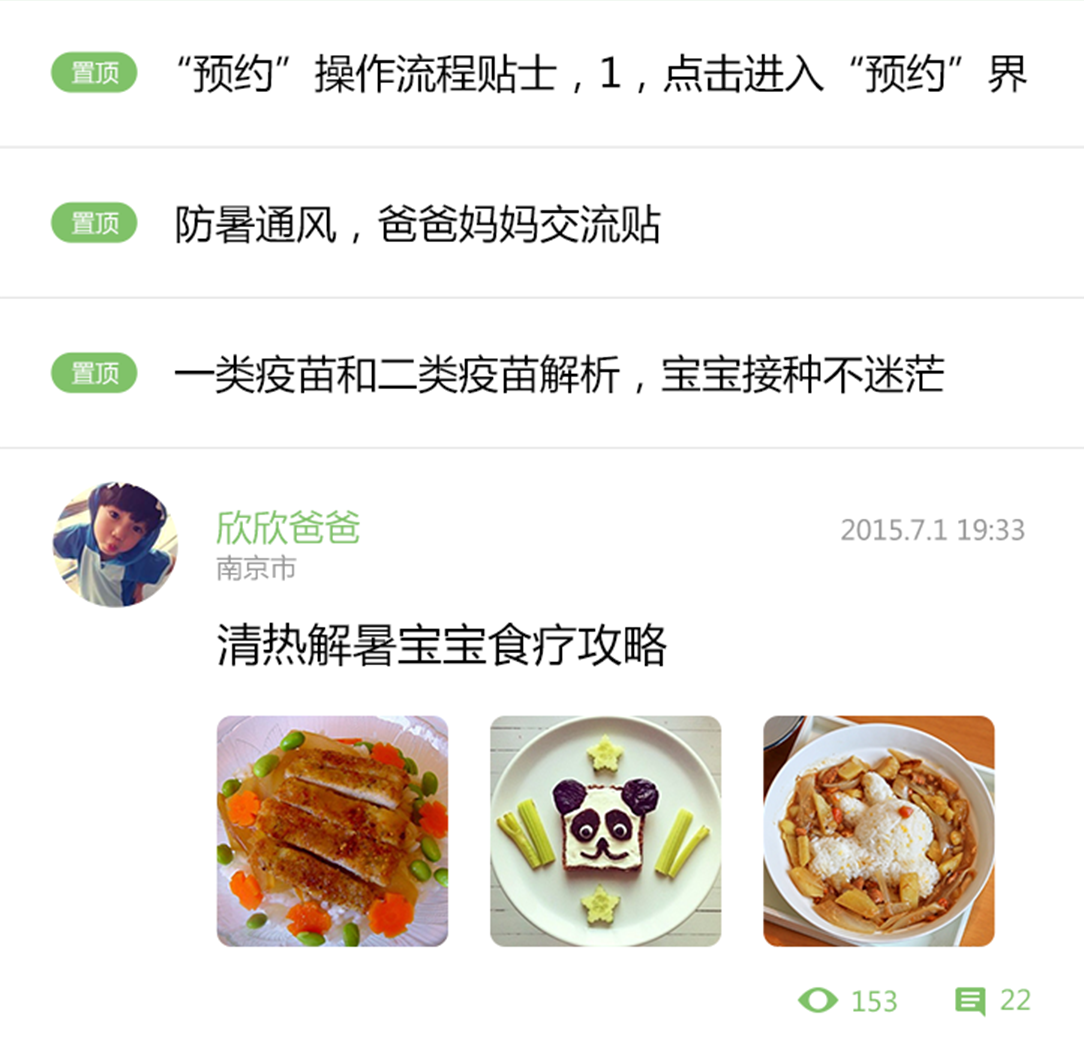 置顶 “预约”操作流程贴士，1，点击进入“预约”界
置顶 防暑通风，爸爸妈妈交流贴
置顶 一类疫苗和二类疫苗解析，宝宝接种不迷茫
欣欣爸爸 2015.7.1 19:33
南京市
清热解暑宝宝食疗攻略
153 22